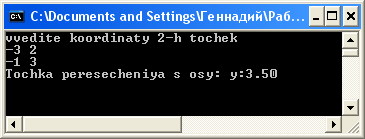 C:\Documents and Settings\Геннадий\Раб...
vvedite koordinaty 2-h tochek
-3 2
-1 3
Tochka peresecheniya s osy: y:3.50